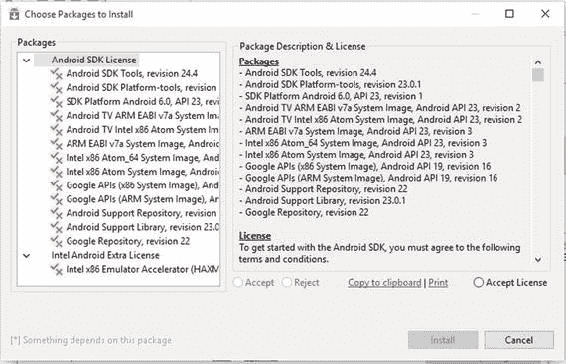 Choose Packages to Install
Packages
Android SDK License
Android SDK Tools, revision 24.4
Android SDK Platform-tools, revision
SDK Platform Android 6.0, API 23, revi
Android TV ARM EABI v7a System Im
Android TV Intel x86 Atom System Im
ARM EABI v7a System Image, Android
Intel x86 Atom_64 System Image, And
Intel x86 Atom System Image, Android
Google APIs (x86 System Image), Andr
Google APIs (ARM System Image), An
Android Support Repository, revision
Android Support Library, revision 23.0
Google Repository, revision 22
Intel Android Extra License
Intel x86 Emulator Accelerator (HAXM
Package Description & License
Packages
- Android SDK Tools, revision 24.4
- Android SDK Platform-tools, revision 23.0.1
- SDK Platform Android 6.0, API 23, revision 1
- Android TV ARM EABI v7a System Image, Android API 23, revision 2
- Android TV Intel x86 Atom System Image, Android API 23, revision 2
- ARM EABI v7a System Image, Android API 23, revision 3
- Intel x86 Atom_64 System Image, Android API 23, revision 3
- Intel x86 Atom System Image, Android API 23, revision 3
- Google APIs (x86 System Image), Android API 19, revision 16
- Google APIs (ARM System Image), Android API 19, revision 16
- Android Support Repository, revision 22
- Android Support Library, revision 23.0.1
- Google Repository, revision 22
License
To get started with the Android SDK, you must agree to the following
terms and conditions.
Accept Reject Copy to clipboard | Print Accept License
[*] Something depends on this package
Install Cancel